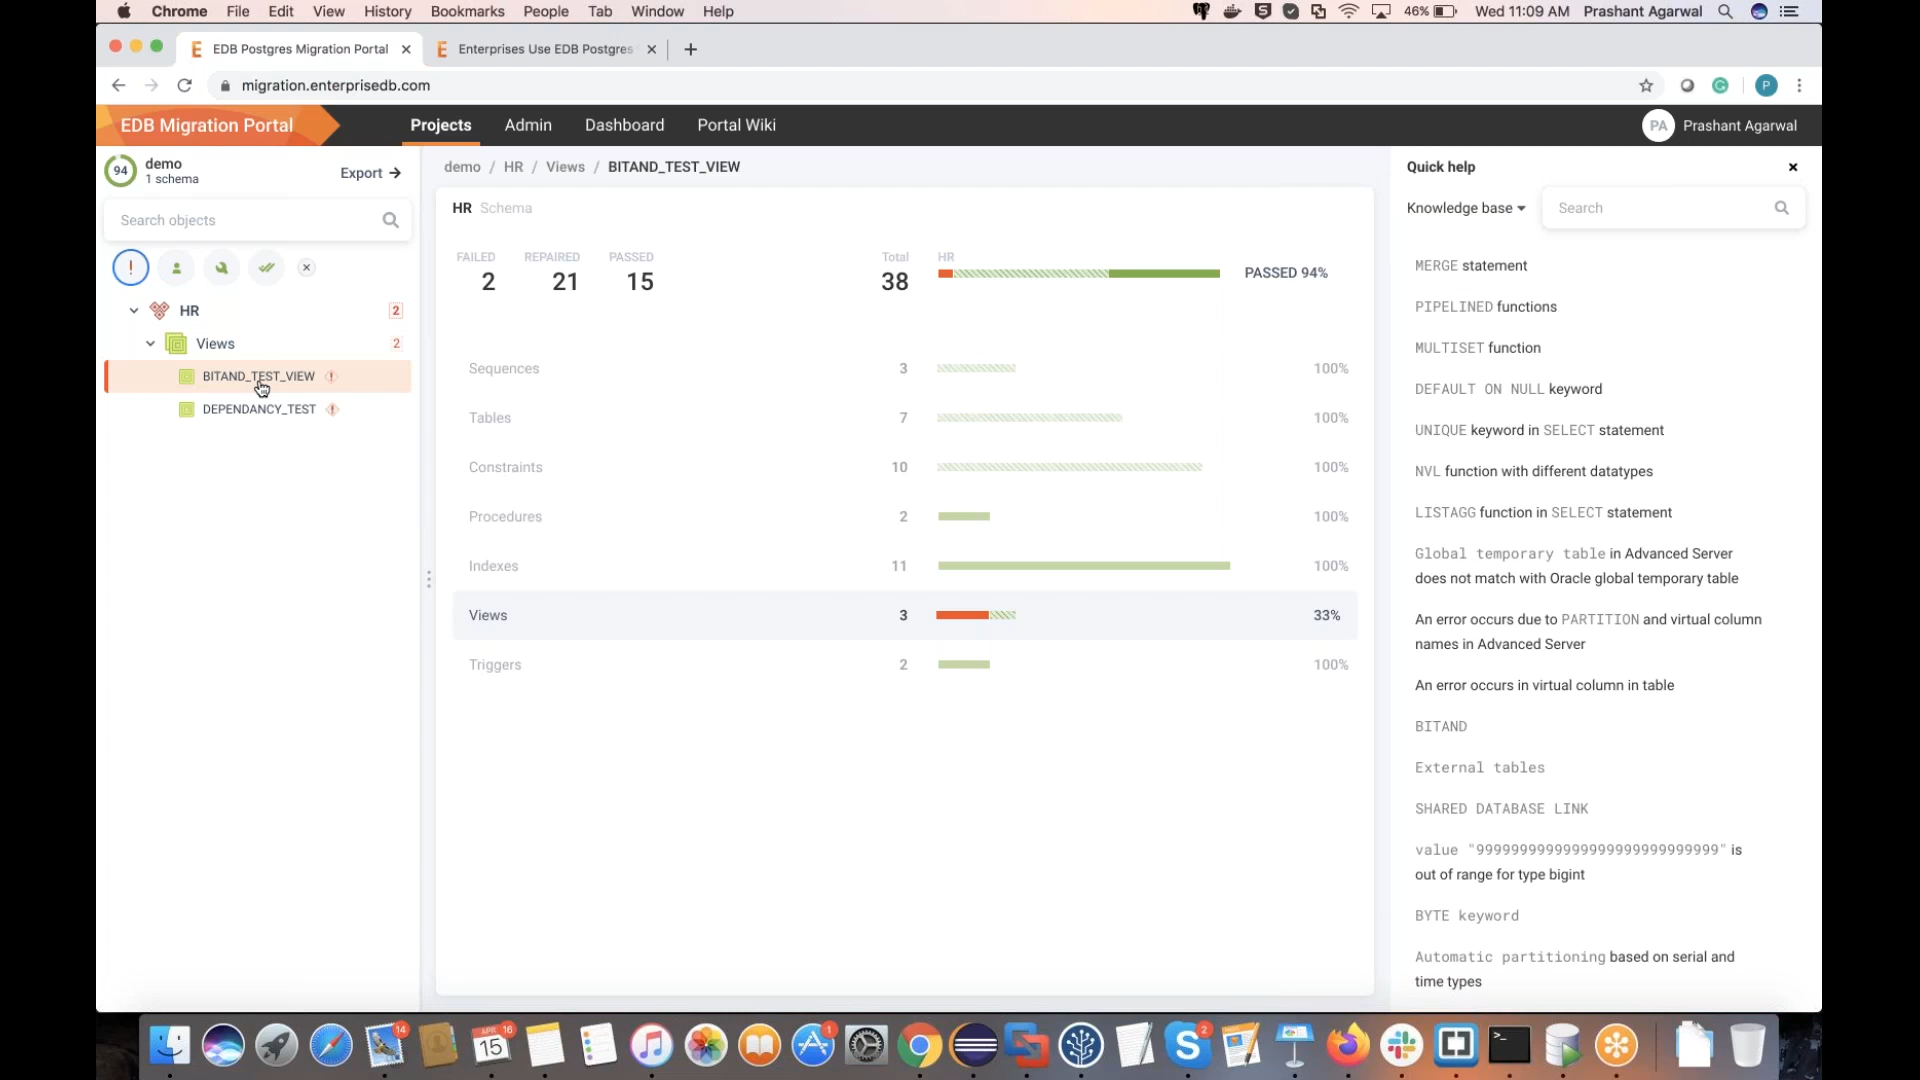 Chrome File Edit View History Bookmarks People Tab Window Help 46% Wed 11:09 AM Prashant Agarwal
EDB Postgres Migration Portal Enterprises Use EDB Postgres
migration.enterprisedb.com P
EDB Migration Portal Projects Admin Dashboard Portal Wiki PA Prashant Agarwal
94 demo
1 schema
Export
Search objects
HR 2
Views 2
BITAND_TEST_VIEW
DEPENDANCY_TEST
demo / HR / Views / BITAND_TEST_VIEW
HR Schema
FAILED REPAIRED PASSED Total HR
2 21 15 38 PASSED 94%
Sequences 3 100%
Tables 7 100%
Constraints 10 100%
Procedures 2 100%
Indexes 11 100%
Views 3 33%
Triggers 2 100%
Quick help
Knowledge base Search
MERGE statement
PIPELINED functions
MULTISET function
DEFAULT ON NULL keyword
UNIQUE keyword in SELECT statement
NVL function with different datatypes
LISTAGG function in SELECT statement
Global temporary table in Advanced Server
does not match with Oracle global temporary table
An error occurs due to PARTITION and virtual column
names in Advanced Server
An error occurs in virtual column in table
BITAND
External tables
SHARED DATABASE LINK
value "9999999999999999999999999999" is
out of range for type bigint
BYTE keyword
Automatic partitioning based on serial and
time types
14 APR 15 16 1 2